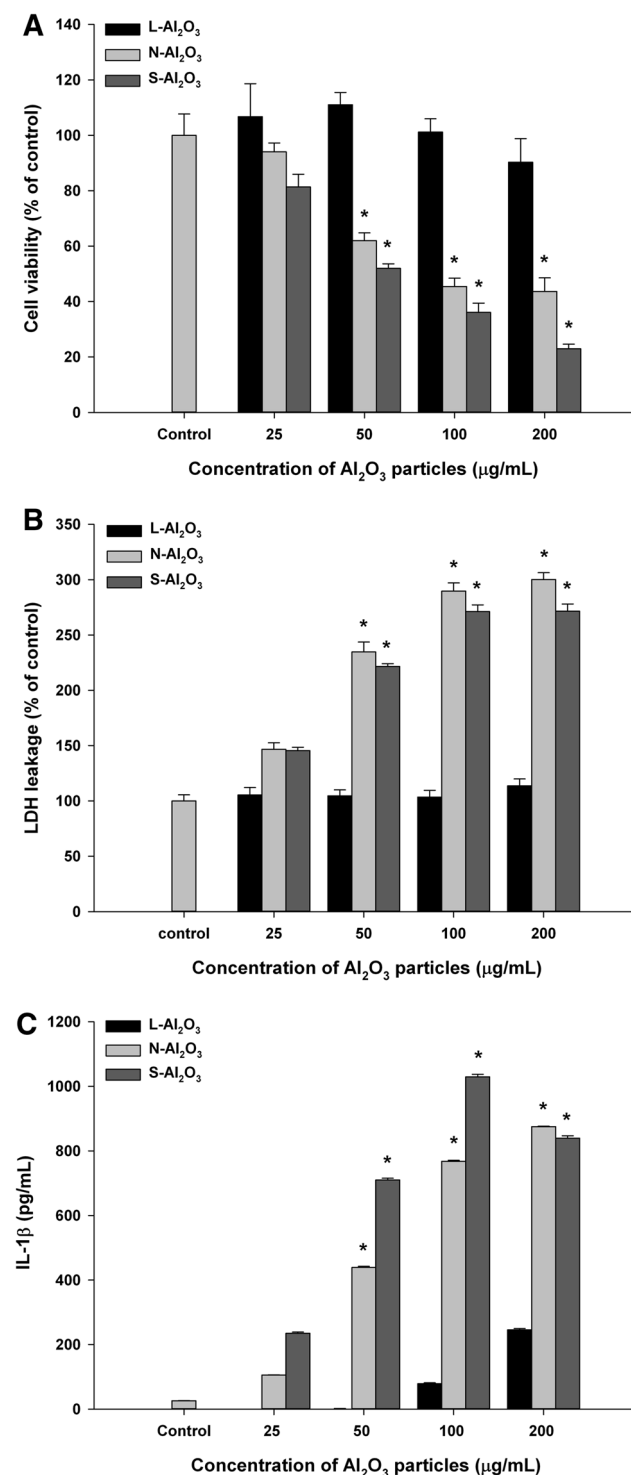 A
L-Al₂O₃
N-Al₂O₃
S-Al₂O₃
Cell viability (% of control)
140
120
100
80
60
40
20
0
* * * * * *
Control 25 50 100 200
Concentration of Al₂O₃ particles (μg/mL)
B
L-Al₂O₃
N-Al₂O₃
S-Al₂O₃
LDH leakage (% of control)
350
300
250
200
150
100
50
0
* * * * * *
control 25 50 100 200
Concentration of Al₂O₃ particles (μg/mL)
C
L-Al₂O₃
N-Al₂O₃
S-Al₂O₃
IL-1β (pg/mL)
1200
1000
800
600
400
200
0
* * * * * *
Control 25 50 100 200
Concentration of Al₂O₃ particles (μg/mL)